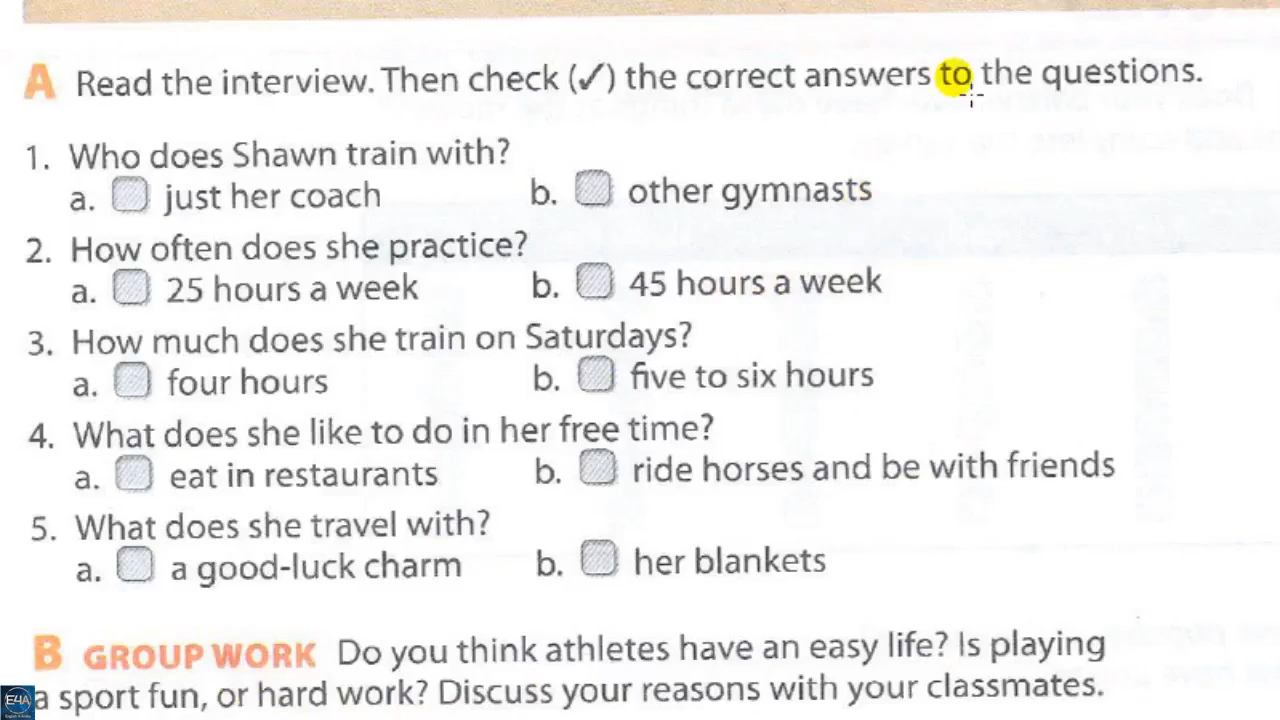 A Read the interview. Then check (✓) the correct answers to the questions.
1. Who does Shawn train with?
a. just her coach b. other gymnasts
2. How often does she practice?
a. 25 hours a week b. 45 hours a week
3. How much does she train on Saturdays?
a. four hours b. five to six hours
4. What does she like to do in her free time?
a. eat in restaurants b. ride horses and be with friends
5. What does she travel with?
a. a good-luck charm b. her blankets
B GROUP WORK Do you think athletes have an easy life? Is playing
a sport fun, or hard work? Discuss your reasons with your classmates.
E4A